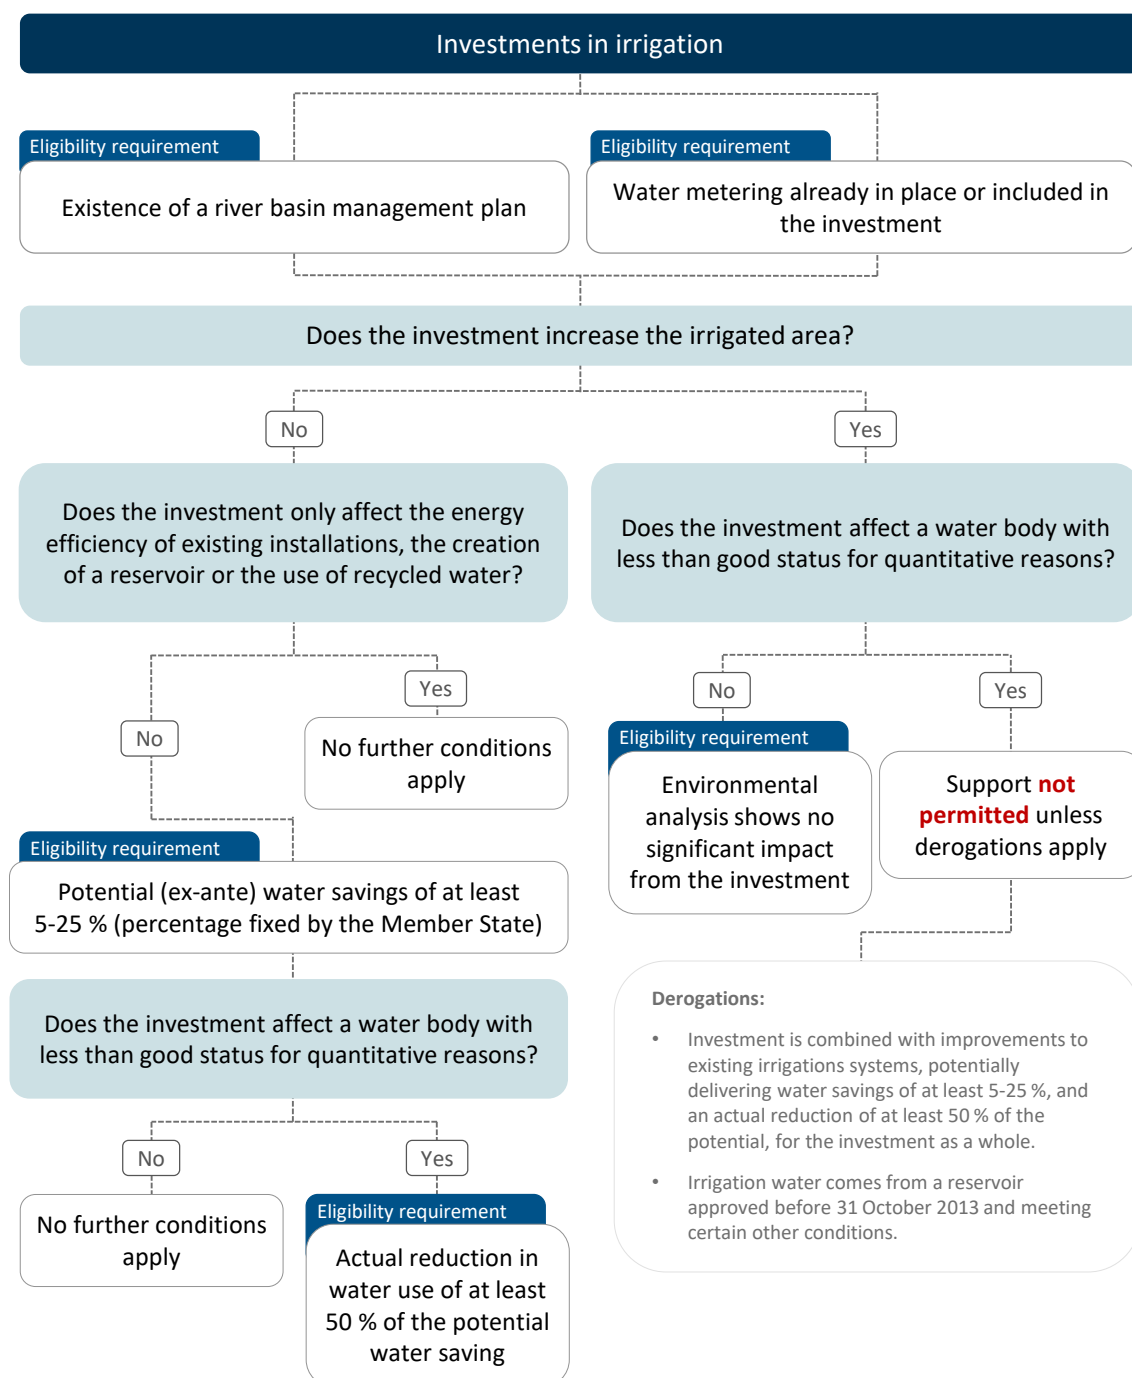 Investments in irrigation
Eligibility requirement
Existence of a river basin management plan
Eligibility requirement
Water metering already in place or included in
the investment
Does the investment increase the irrigated area?
No
Yes
Does the investment only affect the energy
efficiency of existing installations, the creation
of a reservoir or the use of recycled water?
Does the investment affect a water body with
less than good status for quantitative reasons?
No
Yes
No further conditions
apply
No
Yes
Eligibility requirement
Environmental
analysis shows no
significant impact
from the investment
Support not
permitted unless
derogations apply
Eligibility requirement
Potential (ex-ante) water savings of at least
5-25 % (percentage fixed by the Member State)
Does the investment affect a water body with
less than good status for quantitative reasons?
No
Yes
No further conditions
apply
Eligibility requirement
Actual reduction in
water use of at least
50 % of the potential
water saving
Derogations:
• Investment is combined with improvements to
existing irrigations systems, potentially
delivering water savings of at least 5-25 %, and
an actual reduction of at least 50 % of the
potential, for the investment as a whole.
• Irrigation water comes from a reservoir
approved before 31 October 2013 and meeting
certain other conditions.